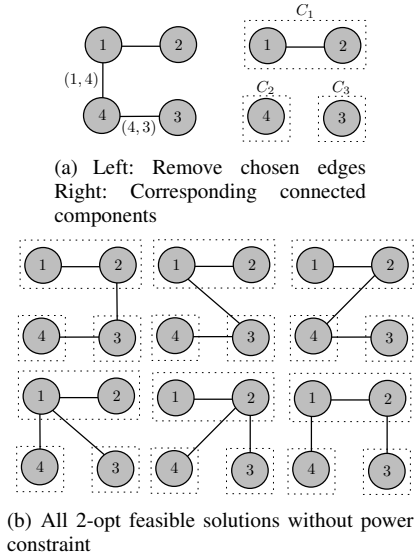 C1
1 2 1 2
(1, 4)
C2 C3
4 3 4 3
(4, 3)
(a) Left: Remove chosen edges
Right: Corresponding connected
components
1 2 1 2 1 2
4 3 4 3 4 3
1 2 1 2 1 2
4 3 4 3 4 3
(b) All 2-opt feasible solutions without power
constraint